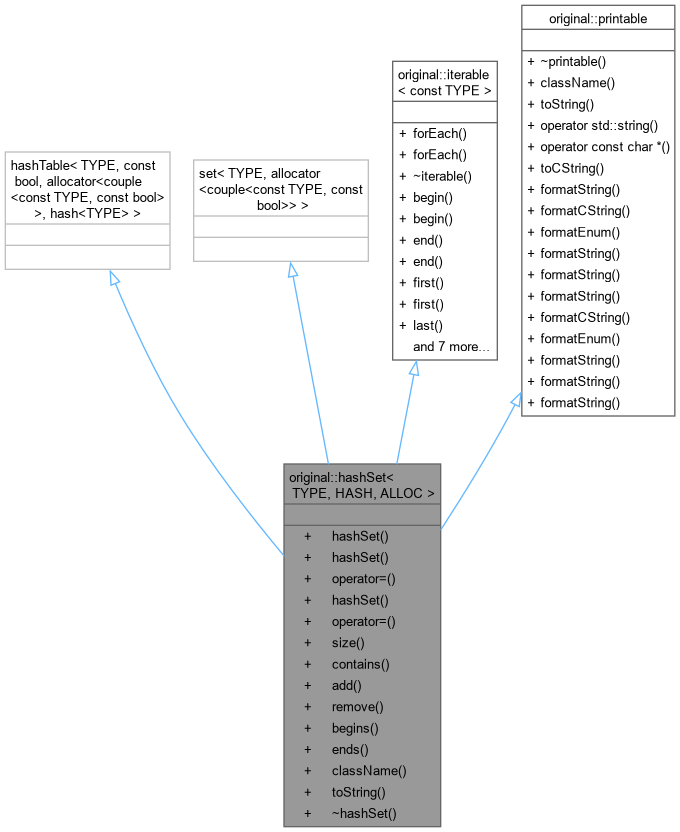 original::printable
+ ~printable()
+ className()
+ toString()
+ operator std::string()
+ operator const char *()
+ toCString()
+ formatString()
+ formatCString()
+ formatEnum()
+ formatString()
+ formatString()
+ formatString()
+ formatCString()
+ formatEnum()
+ formatString()
+ formatString()
+ formatString()
original::iterable
< const TYPE >
+ forEach()
+ forEach()
+ ~iterable()
+ begin()
+ begin()
+ end()
+ end()
+ first()
+ first()
+ last()
and 7 more...
hashTable< TYPE, const
bool, allocator<couple
<const TYPE, const bool>
>, hash<TYPE> >
set< TYPE, allocator
<couple<const TYPE, const
bool>> >
original::hashSet<
TYPE, HASH, ALLOC >
+ hashSet()
+ hashSet()
+ operator=()
+ hashSet()
+ operator=()
+ size()
+ contains()
+ add()
+ remove()
+ begins()
+ ends()
+ className()
+ toString()
+ ~hashSet()